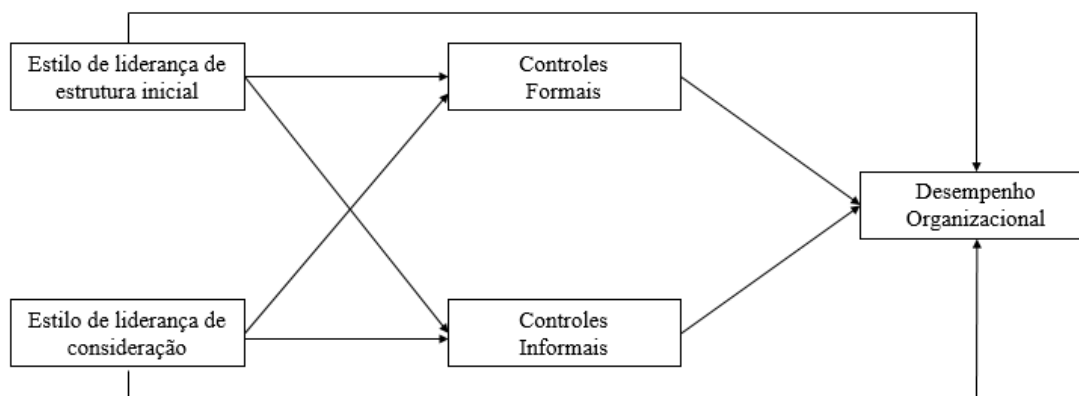 Estilo de liderança de
estrutura inicial
Controles
Formais
Desempenho
Organizacional
Estilo de liderança de
consideração
Controles
Informais